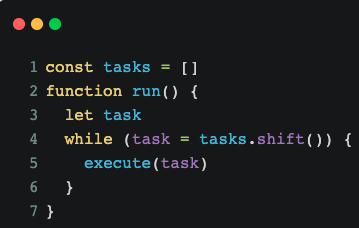 1 const tasks = []
2 function run() {
3   let task
4   while (task = tasks.shift()) {
5     execute(task)
6   }
7 }